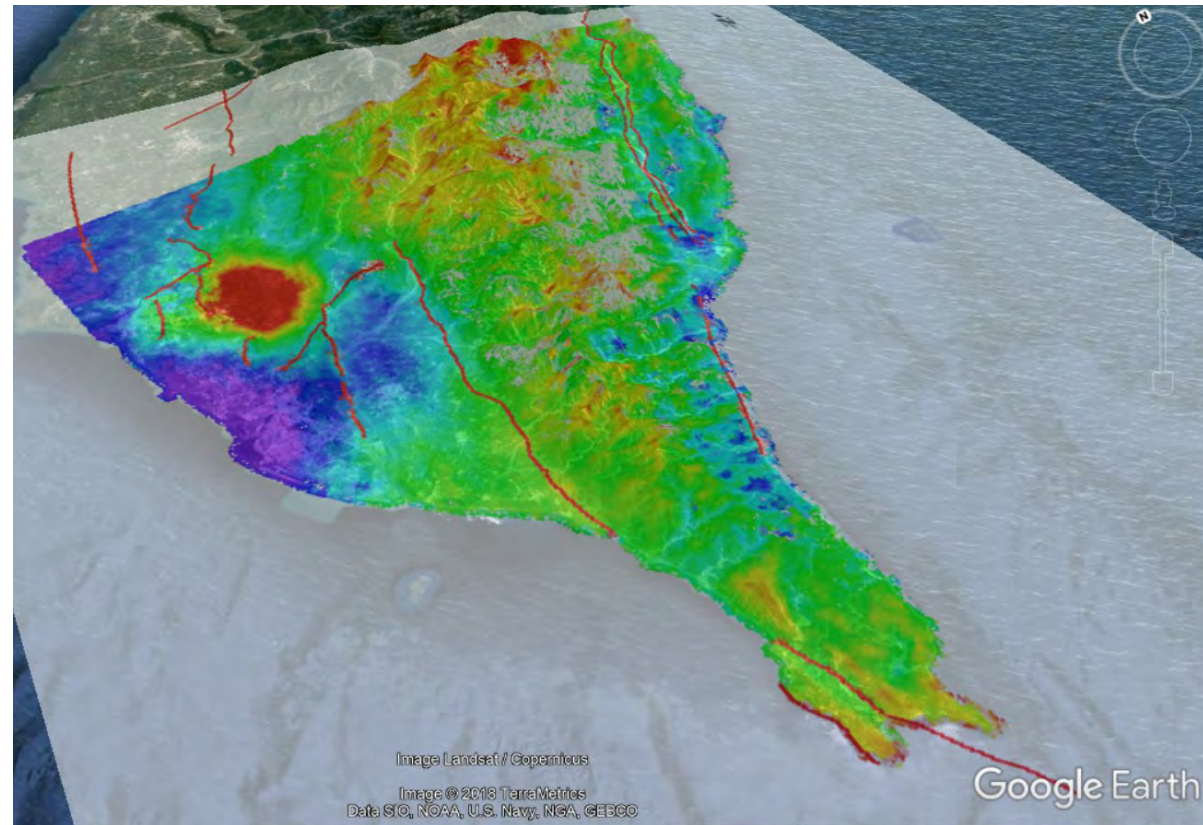 N
Image Landsat / Copernicus
Image © 2018 TerraMetrics
Data SIO, NOAA, U.S. Navy, NGA, GEBCO
Google Earth